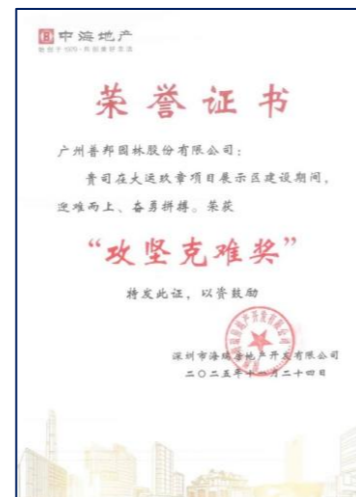 中海地产
荣誉证书
广州普邦园林股份有限公司：
贵司在大运玖章项目展示区建设期间，
迎难而上、奋勇拼搏。荣获
“攻坚克难奖”
特发此证，以资鼓励
深圳市海 地产开发有限公司
二〇二五年十一月二十四日